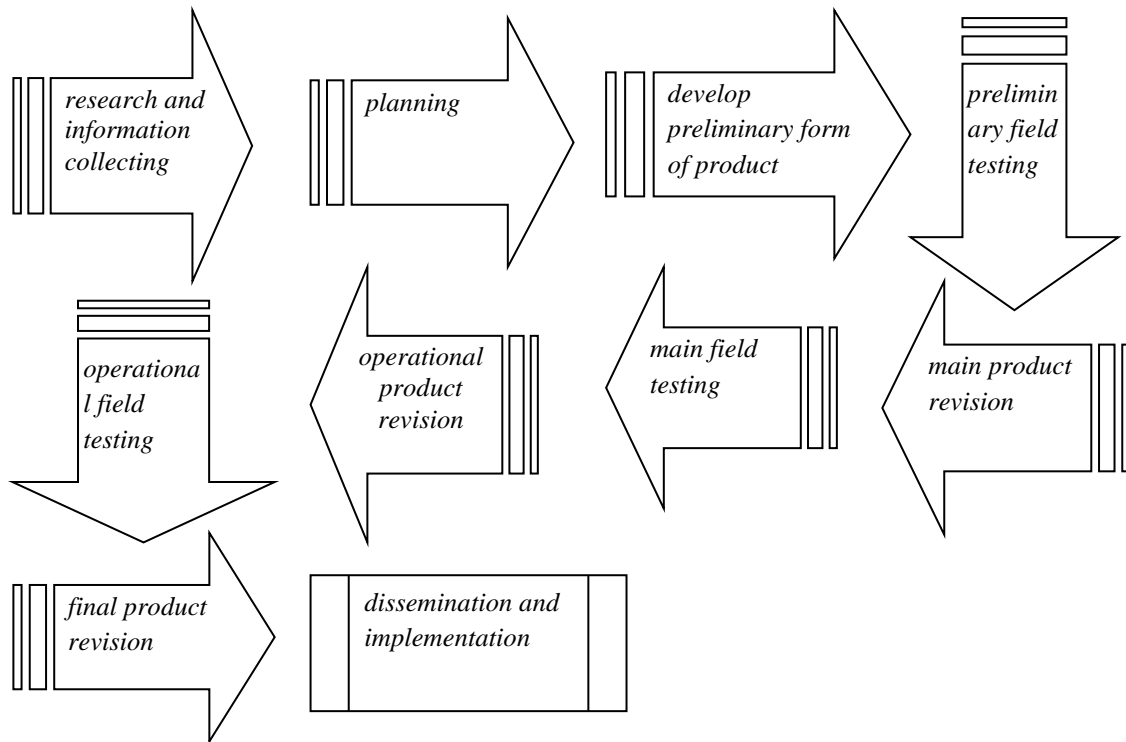 research and
information
collecting
planning
develop
preliminary form
of product
prelimin
ary field
testing
main product
revision
main field
testing
operational
product
revision
operationa
l field
testing
final product
revision
dissemination and
implementation